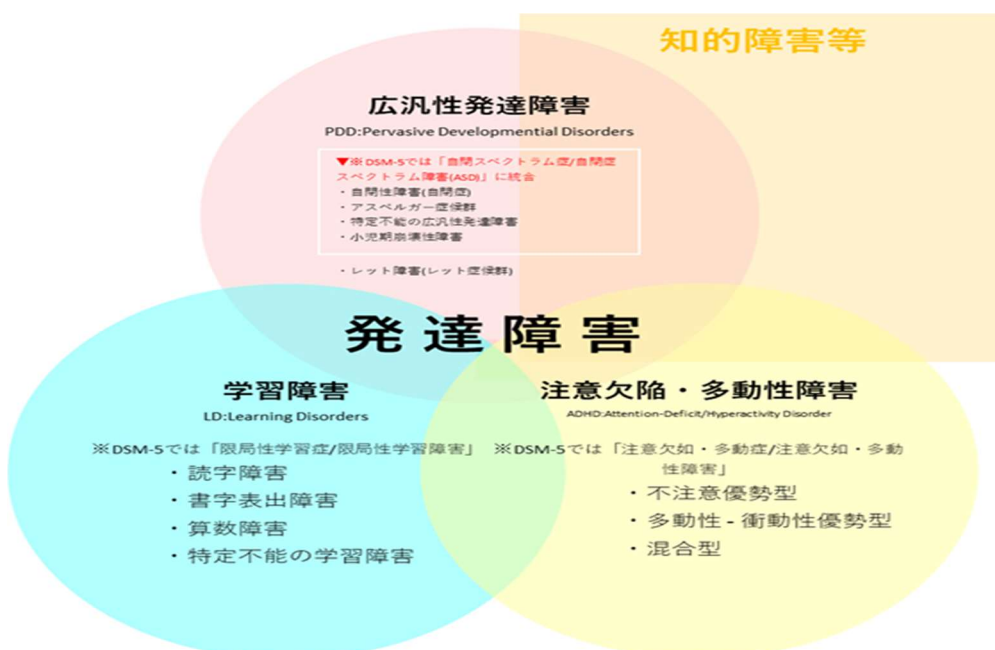 知的障害等
広汎性発達障害
PDD:Pervasive Developmential Disorders
▼※DSM-5では「自閉スペクトラム症/自閉症
スペクトラム障害(ASD)」に統合
・自閉性障害(自閉症)
・アスペルガー症候群
・特定不能の広汎性発達障害
・小児期崩壊性障害
・レット障害(レット症候群)
発達障害
学習障害
LD:Learning Disorders
※DSM-5では「限局性学習症/限局性学習障害」
・読字障害
・書字表出障害
・算数障害
・特定不能の学習障害
注意欠陥・多動性障害
ADHD:Attention-Deficit/Hyperactivity Disorder
※DSM-5では「注意欠如・多動症/注意欠如・多動
性障害」
・不注意優勢型
・多動性 - 衝動性優勢型
・混合型